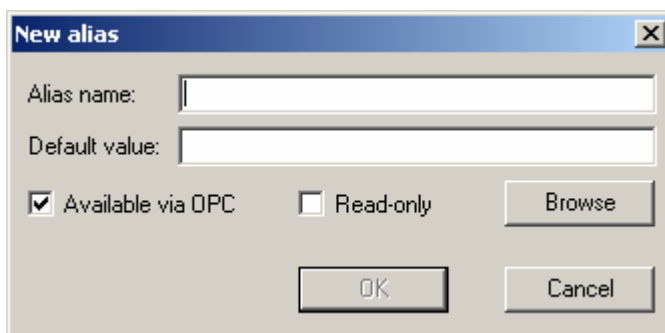 New alias
Alias name:
Default value:
Available via OPC Read-only Browse
OK Cancel